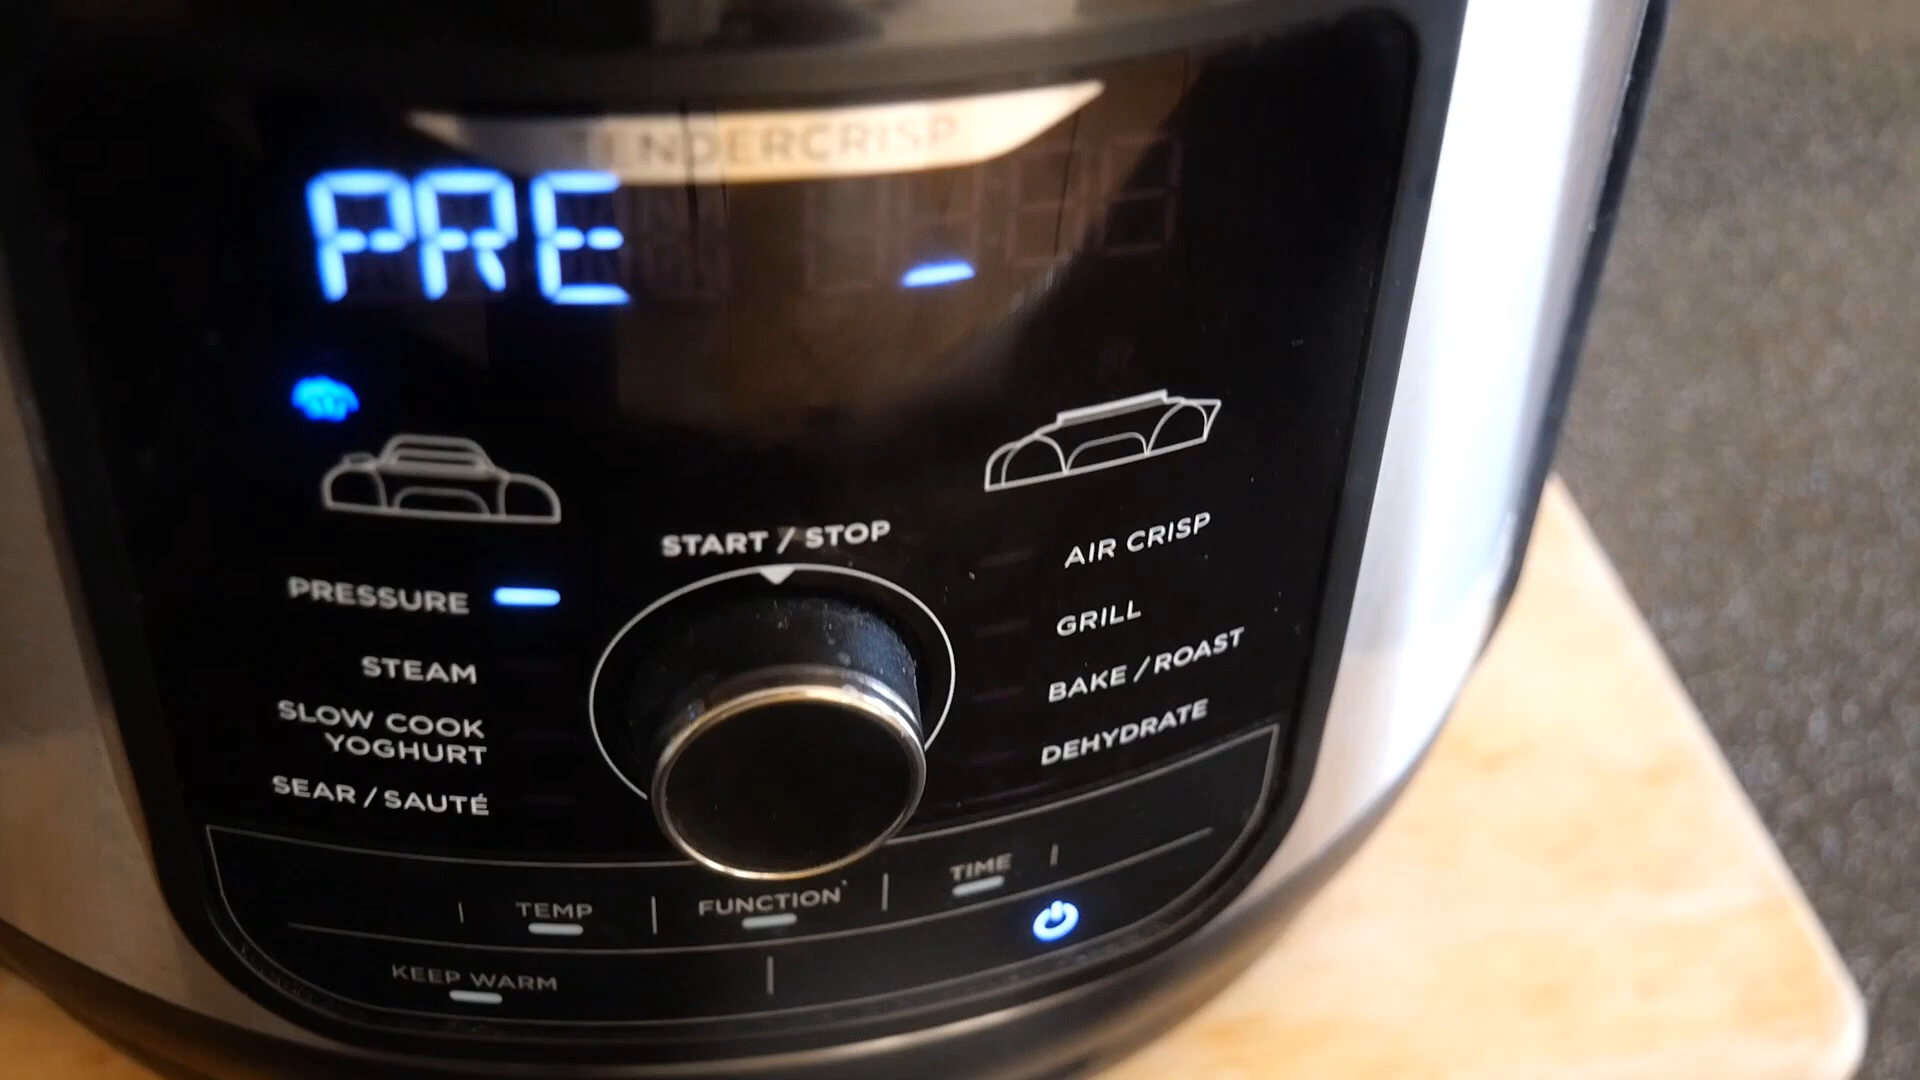 TENDERCRISP
PRE
START / STOP
PRESSURE
STEAM
SLOW COOK
YOGHURT
SEAR / SAUTÉ
AIR CRISP
GRILL
BAKE / ROAST
DEHYDRATE
TEMP
FUNCTION
TIME
KEEP WARM